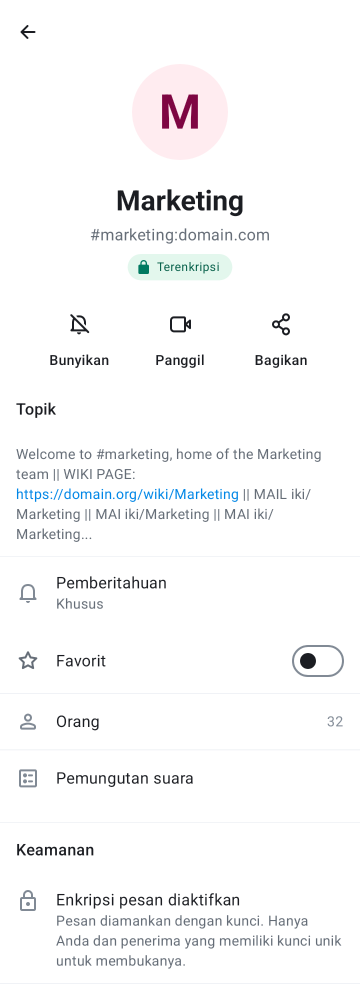 M
Marketing
#marketing:domain.com
Terenkripsi
Bunyikan
Panggil
Bagikan
Topik
Welcome to #marketing, home of the Marketing
team || WIKI PAGE:
https://domain.org/wiki/Marketing || MAIL iki/
Marketing || MAI iki/Marketing || MAI iki/
Marketing...
Pemberitahuan
Khusus
Favorit
Orang
32
Pemungutan suara
Keamanan
Enkripsi pesan diaktifkan
Pesan diamankan dengan kunci. Hanya
Anda dan penerima yang memiliki kunci unik
untuk membukanya.